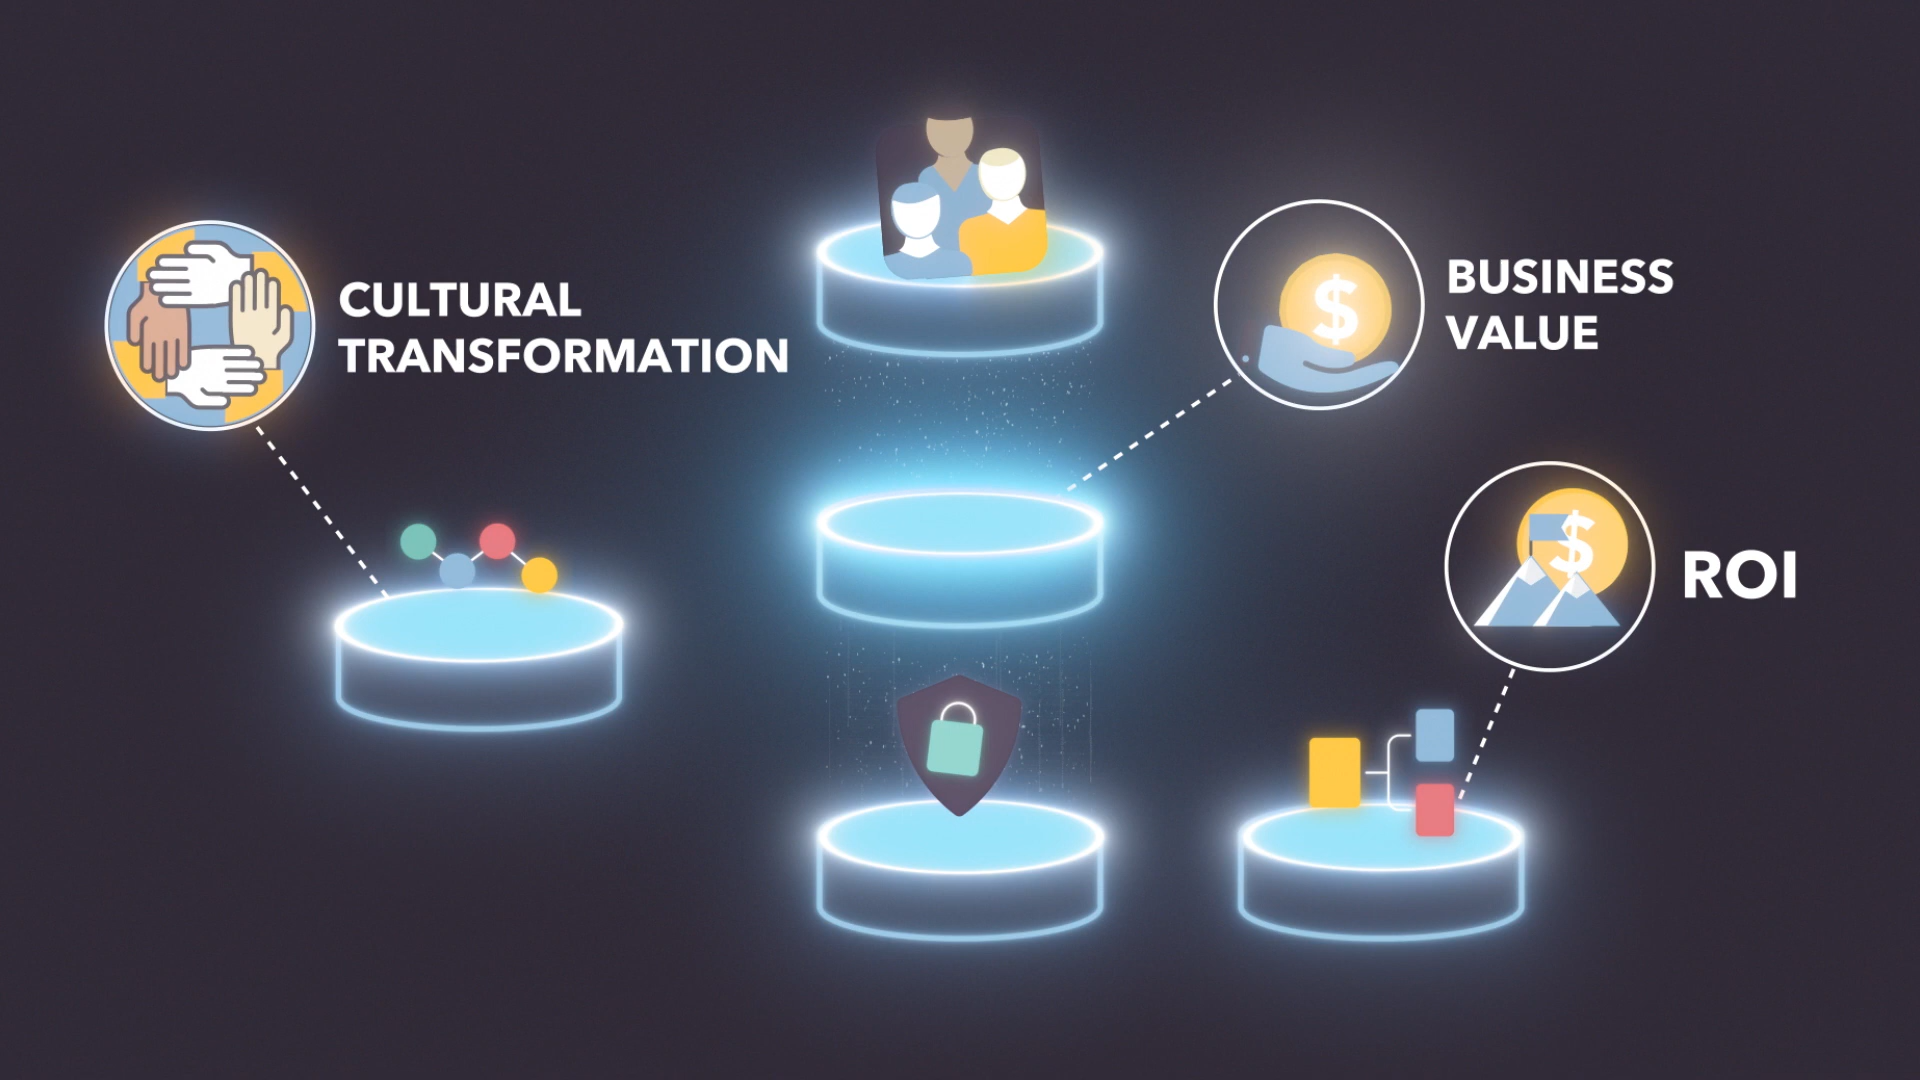 CULTURAL
TRANSFORMATION
$
BUSINESS
VALUE
$
ROI